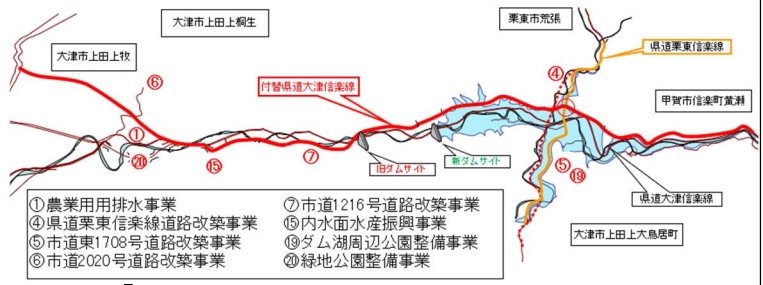 大津市上田上桐生
栗東市荒張
大津市上田上牧
県道栗東信楽線
⑥
④
付替県道大津信楽線
甲賀市信楽町黄瀬
①
⑳
⑮
⑦
旧ダムサイト
新ダムサイト
⑤
⑲
県道大津信楽線
大津市上田上大鳥居町
①農業用用排水事業
④県道栗東信楽線道路改築事業
⑤市道東1708号道路改築事業
⑥市道2020号道路改築事業
⑦市道1216号道路改築事業
⑮内水面水産振興事業
⑲ダム湖周辺公園整備事業
⑳緑地公園整備事業